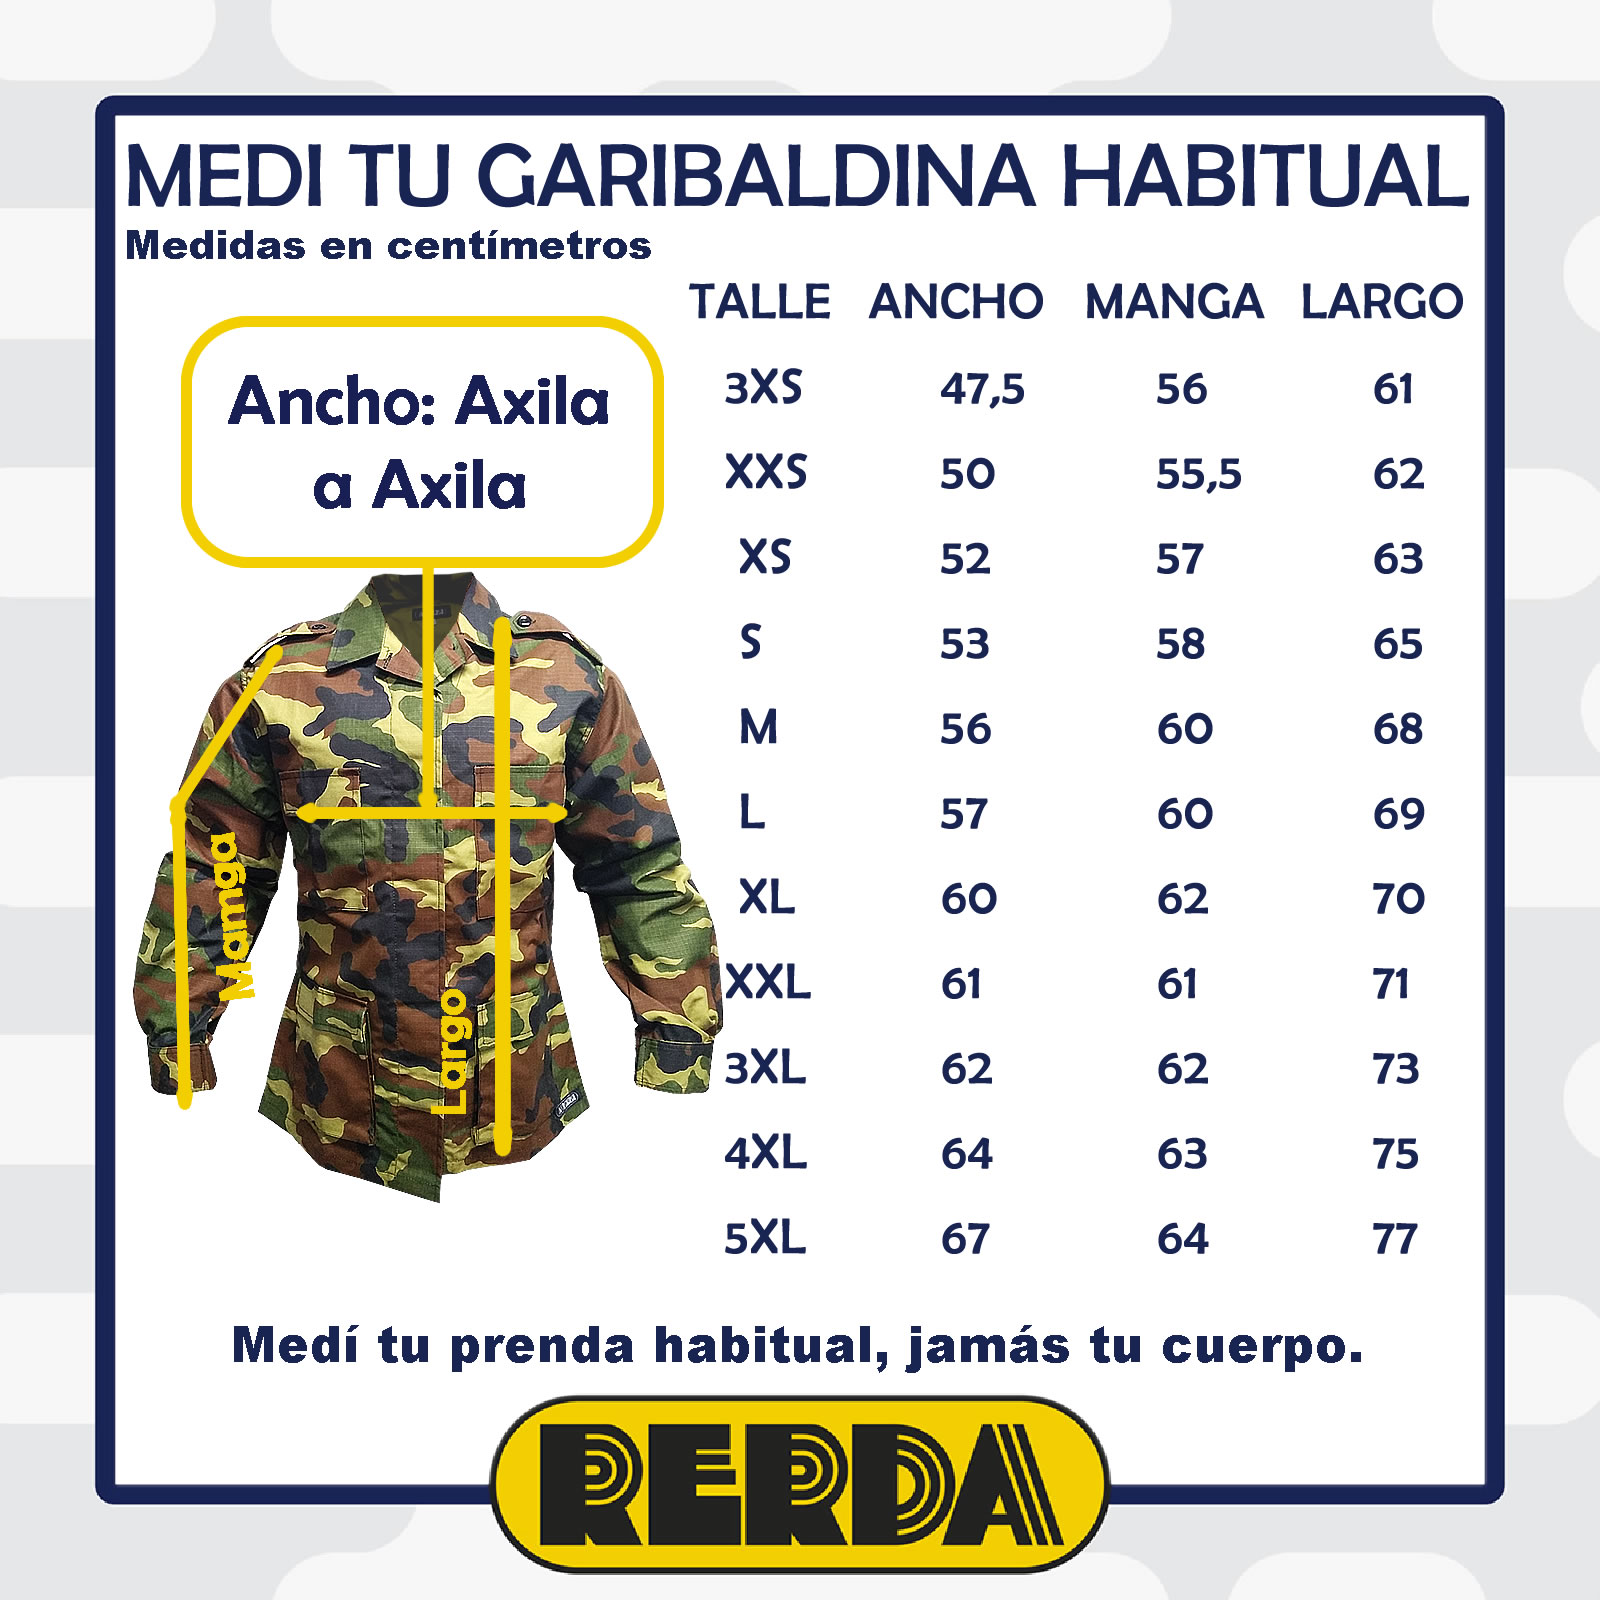 MEDI TU GARIBALDINA HABITUAL
Medidas en centímetros
TALLE ANCHO MANGA LARGO
Ancho: Axila
a Axila
3XS 47,5 56 61
XXS 50 55,5 62
XS 52 57 63
S 53 58 65
M 56 60 68
L 57 60 69
XL 60 62 70
XXL 61 61 71
3XL 62 62 73
4XL 64 63 75
5XL 67 64 77
Mamga
Largo
Medí tu prenda habitual, jamás tu cuerpo.
RERDA